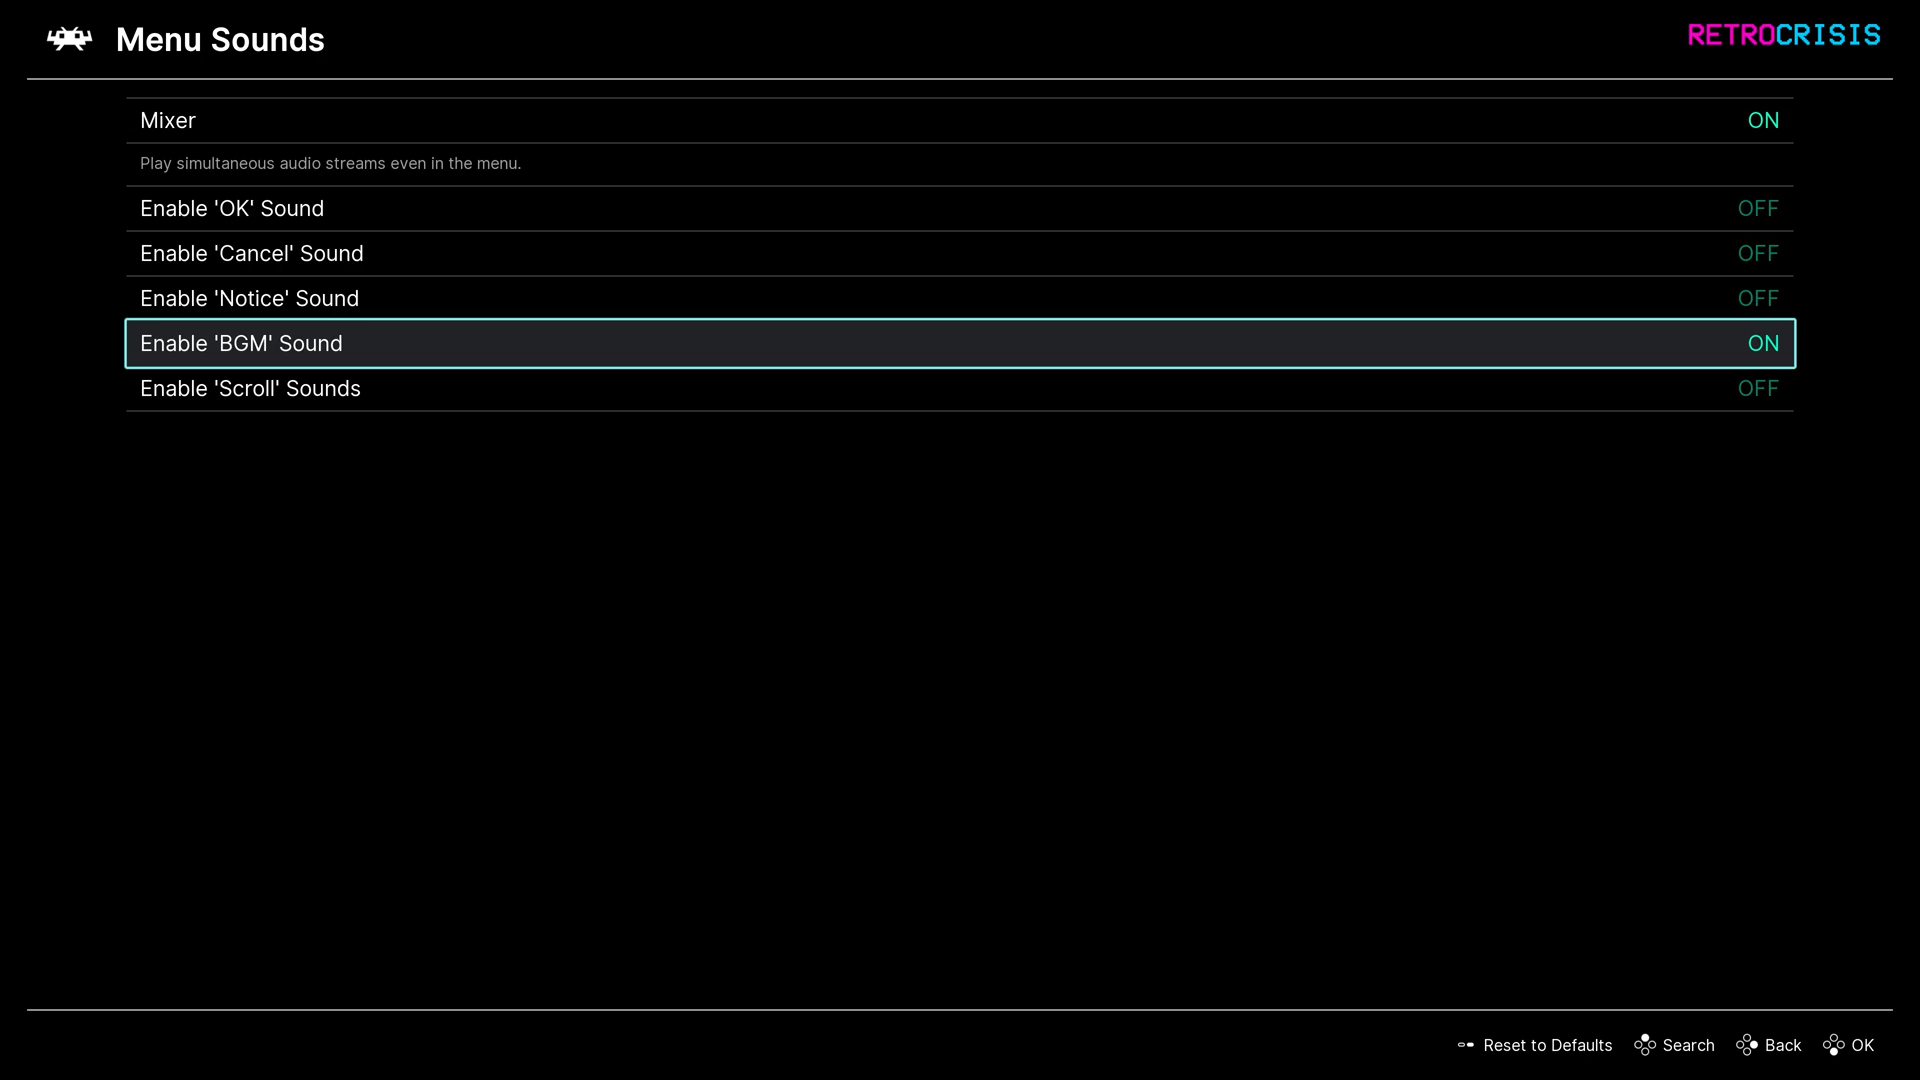 Menu Sounds
RETROCRISIS
Mixer ON
Play simultaneous audio streams even in the menu.
Enable 'OK' Sound OFF
Enable 'Cancel' Sound OFF
Enable 'Notice' Sound OFF
Enable 'BGM' Sound ON
Enable 'Scroll' Sounds OFF
Reset to Defaults Search Back OK